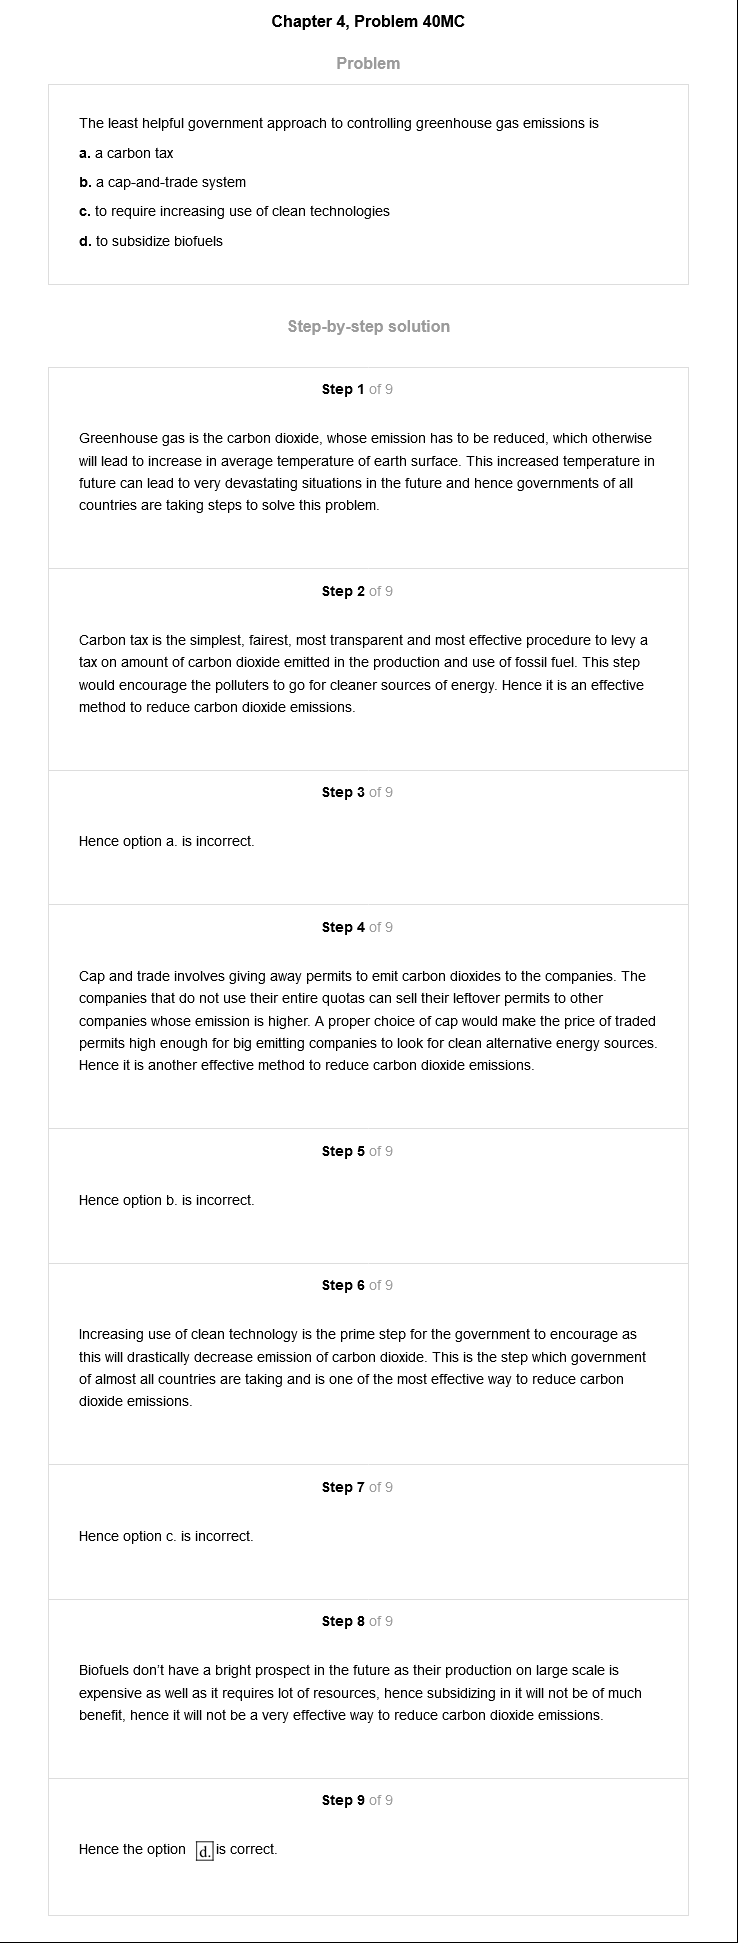 Chapter 4, Problem 40MC
Problem
The least helpful government approach to controlling greenhouse gas emissions is
a. a carbon tax
b. a cap-and-trade system
c. to require increasing use of clean technologies
d. to subsidize biofuels
Step-by-step solution
Step 1 of 9
Greenhouse gas is the carbon dioxide, whose emission has to be reduced, which otherwise
will lead to increase in average temperature of earth surface. This increased temperature in
future can lead to very devastating situations in the future and hence governments of all
countries are taking steps to solve this problem.
Step 2 of 9
Carbon tax is the simplest, fairest, most transparent and most effective procedure to levy a
tax on amount of carbon dioxide emitted in the production and use of fossil fuel. This step
would encourage the polluters to go for cleaner sources of energy. Hence it is an effective
method to reduce carbon dioxide emissions.
Step 3 of 9
Hence option a. is incorrect.
Step 4 of 9
Cap and trade involves giving away permits to emit carbon dioxides to the companies. The
companies that do not use their entire quotas can sell their leftover permits to other
companies whose emission is higher. A proper choice of cap would make the price of traded
permits high enough for big emitting companies to look for clean alternative energy sources.
Hence it is another effective method to reduce carbon dioxide emissions.
Step 5 of 9
Hence option b. is incorrect.
Step 6 of 9
Increasing use of clean technology is the prime step for the government to encourage as
this will drastically decrease emission of carbon dioxide. This is the step which government
of almost all countries are taking and is one of the most effective way to reduce carbon
dioxide emissions.
Step 7 of 9
Hence option c. is incorrect.
Step 8 of 9
Biofuels don't have a bright prospect in the future as their production on large scale is
expensive as well as it requires lot of resources, hence subsidizing in it will not be of much
benefit, hence it will not be a very effective way to reduce carbon dioxide emissions.
Step 9 of 9
Hence the option d. is correct.